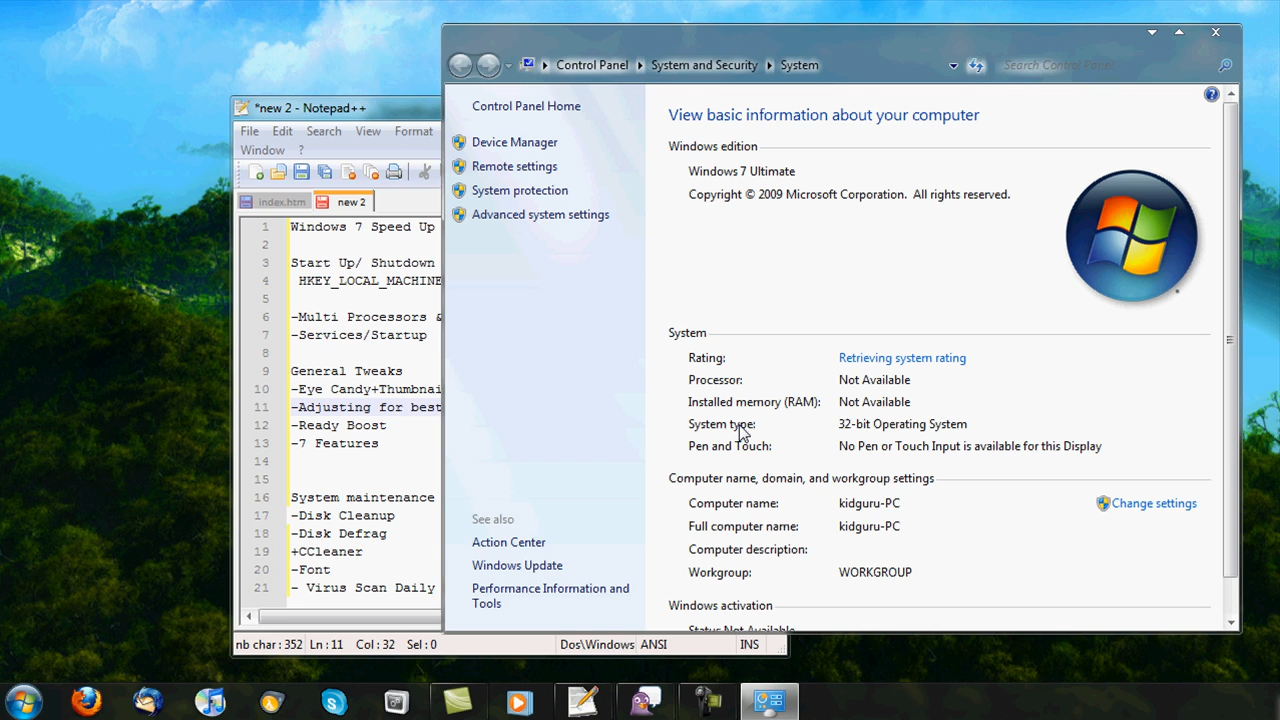 Control Panel
System and Security
System
Search Control Panel
*new 2 - Notepad++
File Edit Search View Format
Window ?
index.htm new 2
1 Windows 7 Speed Up
2
3 Start Up/ Shutdown
4 HKEY_LOCAL_MACHINE
5
6 -Multi Processors &
7 -Services/Startup
8
9 General Tweaks
10 -Eye Candy+Thumbnai
11 -Adjusting for best
12 -Ready Boost
13 -7 Features
14
15
16 System maintenance
17 -Disk Cleanup
18 -Disk Defrag
19 +CCleaner
20 -Font
21 - Virus Scan Daily
nb char : 352 Ln : 11 Col : 32 Sel : 0 Dos\Windows ANSI INS
Control Panel Home
Device Manager
Remote settings
System protection
Advanced system settings
See also
Action Center
Windows Update
Performance Information and
Tools
View basic information about your computer
Windows edition
Windows 7 Ultimate
Copyright © 2009 Microsoft Corporation. All rights reserved.
System
Rating: Retrieving system rating
Processor: Not Available
Installed memory (RAM): Not Available
System type: 32-bit Operating System
Pen and Touch: No Pen or Touch Input is available for this Display
Computer name, domain, and workgroup settings
Computer name: kidguru-PC Change settings
Full computer name: kidguru-PC
Computer description:
Workgroup: WORKGROUP
Windows activation
Status Not Available